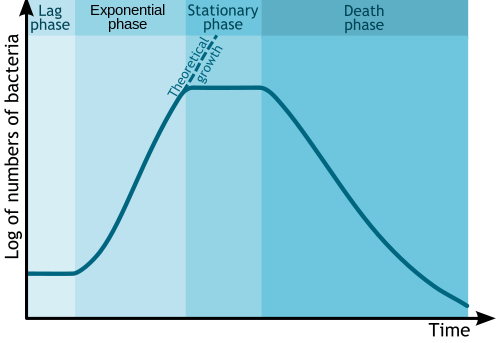 Lag
phase
Exponential
phase
Stationary
phase
Death
phase
Theoretical
growth
Log of numbers of bacteria
Time